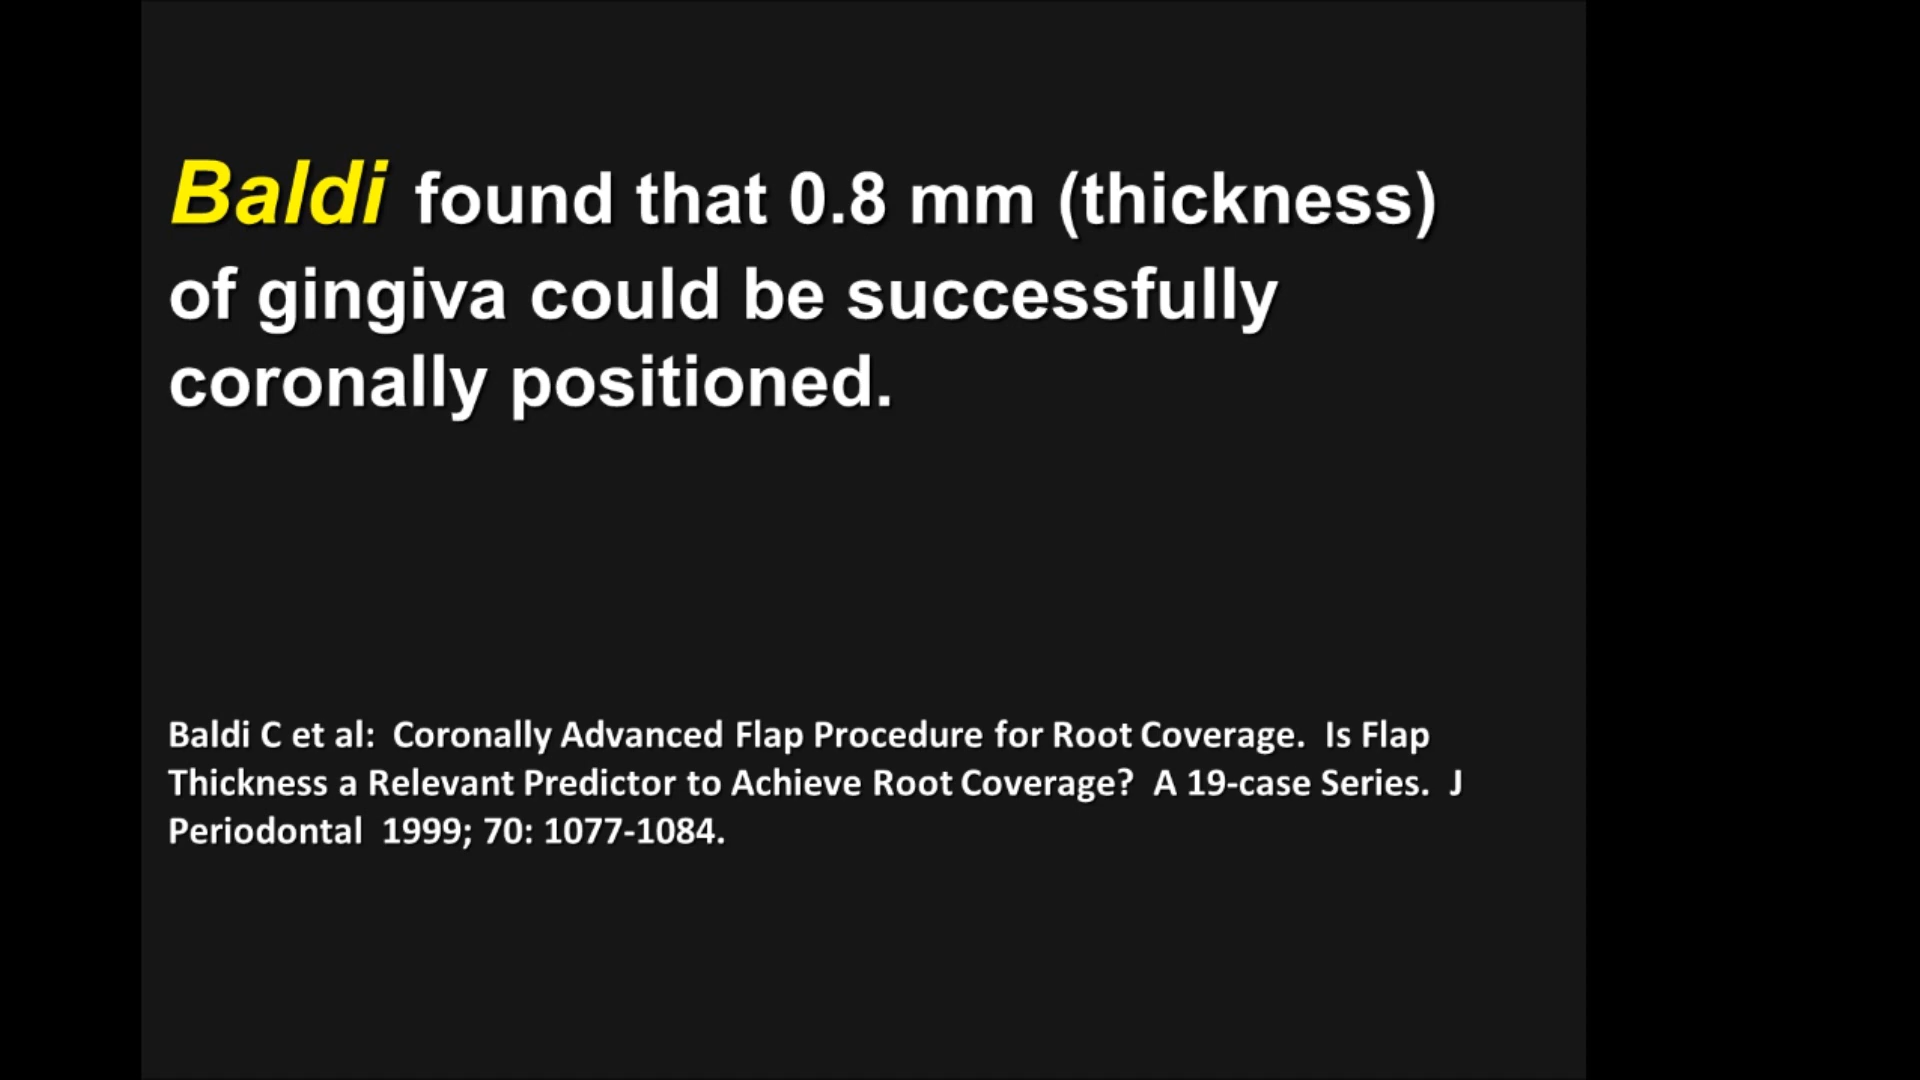 Baldi found that 0.8 mm (thickness)
of gingiva could be successfully
coronally positioned.
Baldi C et al:  Coronally Advanced Flap Procedure for Root Coverage.  Is Flap
Thickness a Relevant Predictor to Achieve Root Coverage?  A 19-case Series.  J
Periodontal  1999; 70: 1077-1084.